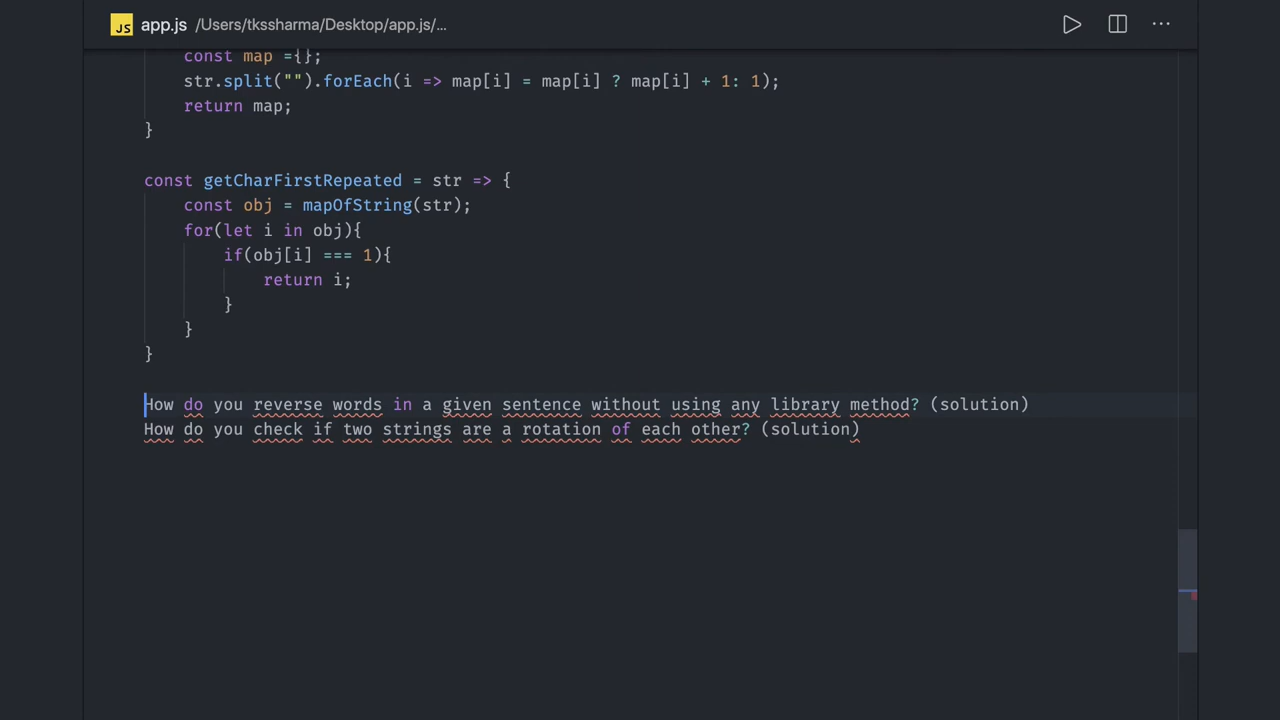 JS app.js /Users/tkssharma/Desktop/app.js/...
const map ={};
str.split("").forEach(i => map[i] = map[i] ? map[i] + 1: 1);
return map;
}
const getCharFirstRepeated = str => {
const obj = mapOfString(str);
for(let i in obj){
if(obj[i] === 1){
return i;
}
}
}
How do you reverse words in a given sentence without using any library method? (solution)
How do you check if two strings are a rotation of each other? (solution)